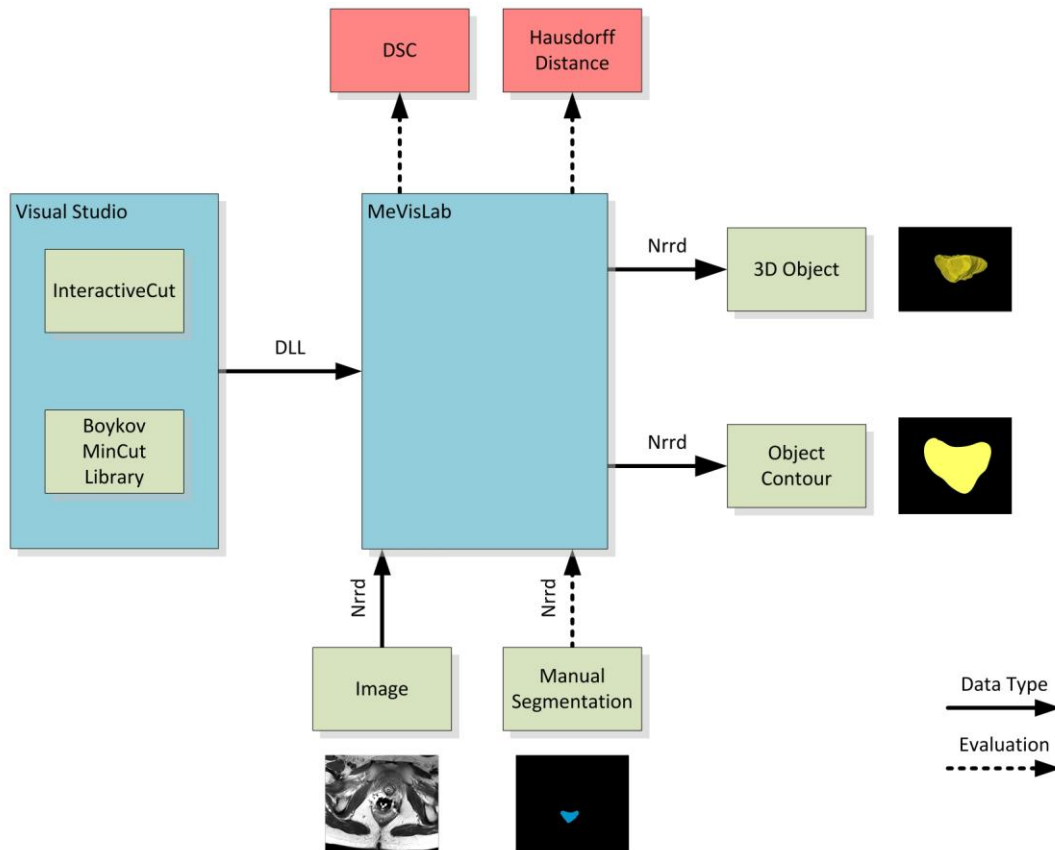 DSC
Hausdorff
Distance
Visual Studio
MeVisLab
InteractiveCut
Nrrd
3D Object
DLL
Boykov
MinCut
Library
Nrrd
Object
Contour
Nrrd
Nrrd
Image
Manual
Segmentation
Data Type
Evaluation